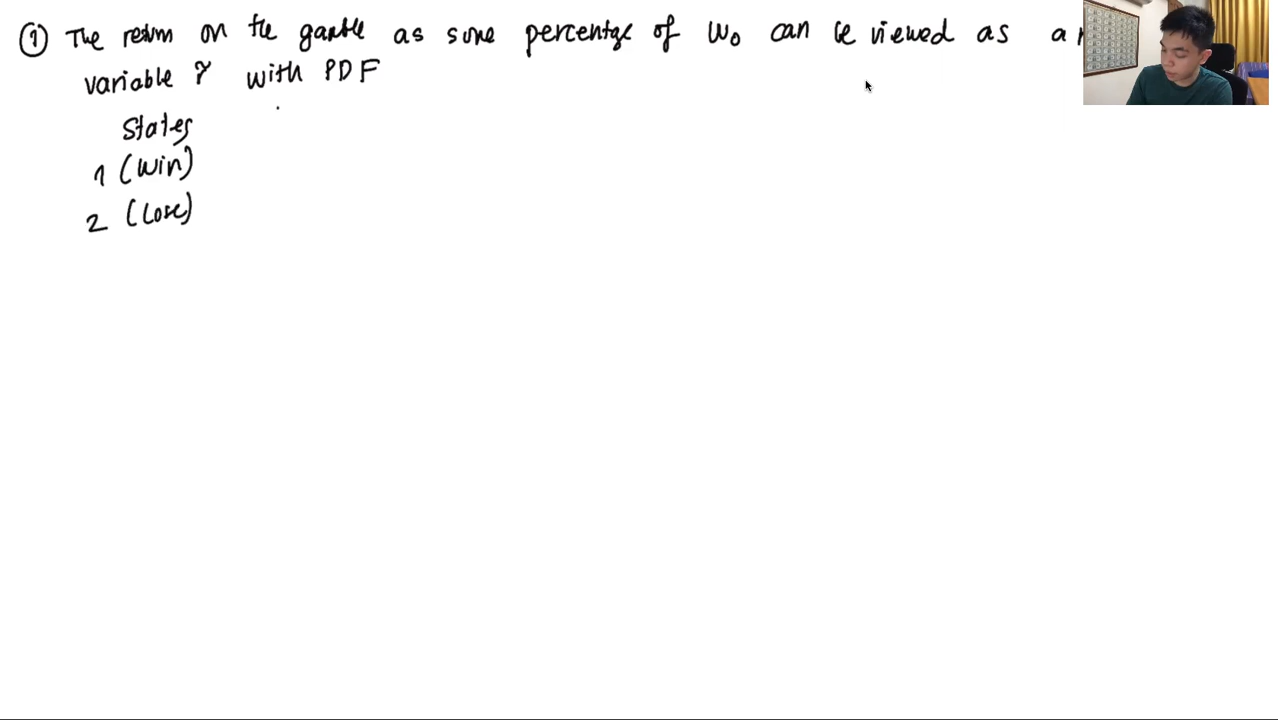 ① The return on the gamble as some percentage of W₀ can be viewed as a
variable r̃ with PDF
States
1 (Win)
2 (Lose)